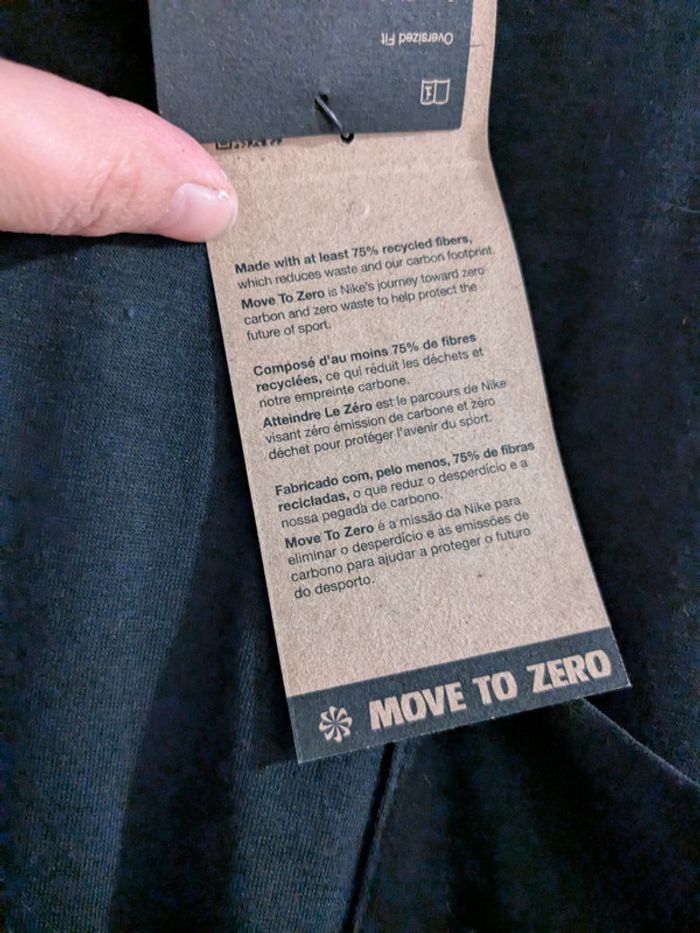 Oversized Fit
1
Made with at least 75% recycled fibers,
which reduces waste and our carbon footprint.
Move To Zero is Nike's journey toward zero
carbon and zero waste to help protect the
future of sport.
Composé d'au moins 75% de fibres
recyclées, ce qui réduit les déchets et
notre empreinte carbone.
Atteindre Le Zéro est le parcours de Nike
visant zéro émission de carbone et zéro
déchet pour protéger l'avenir du sport.
Fabricado com, pelo menos, 75% de fibras
recicladas, o que reduz o desperdício e a
nossa pegada de carbono.
Move To Zero é a missão da Nike para
eliminar o desperdício e as emissões de
carbono para ajudar a proteger o futuro
do desporto.
MOVE TO ZERO